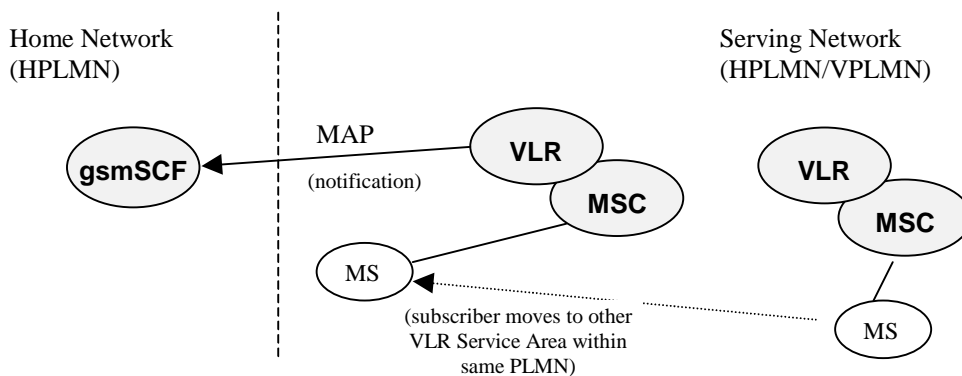 Home Network
(HPLMN)
Serving Network
(HPLMN/VPLMN)
MAP
(notification)
gsmSCF
VLR
MSC
VLR
MSC
MS
MS
(subscriber moves to other
VLR Service Area within
same PLMN)